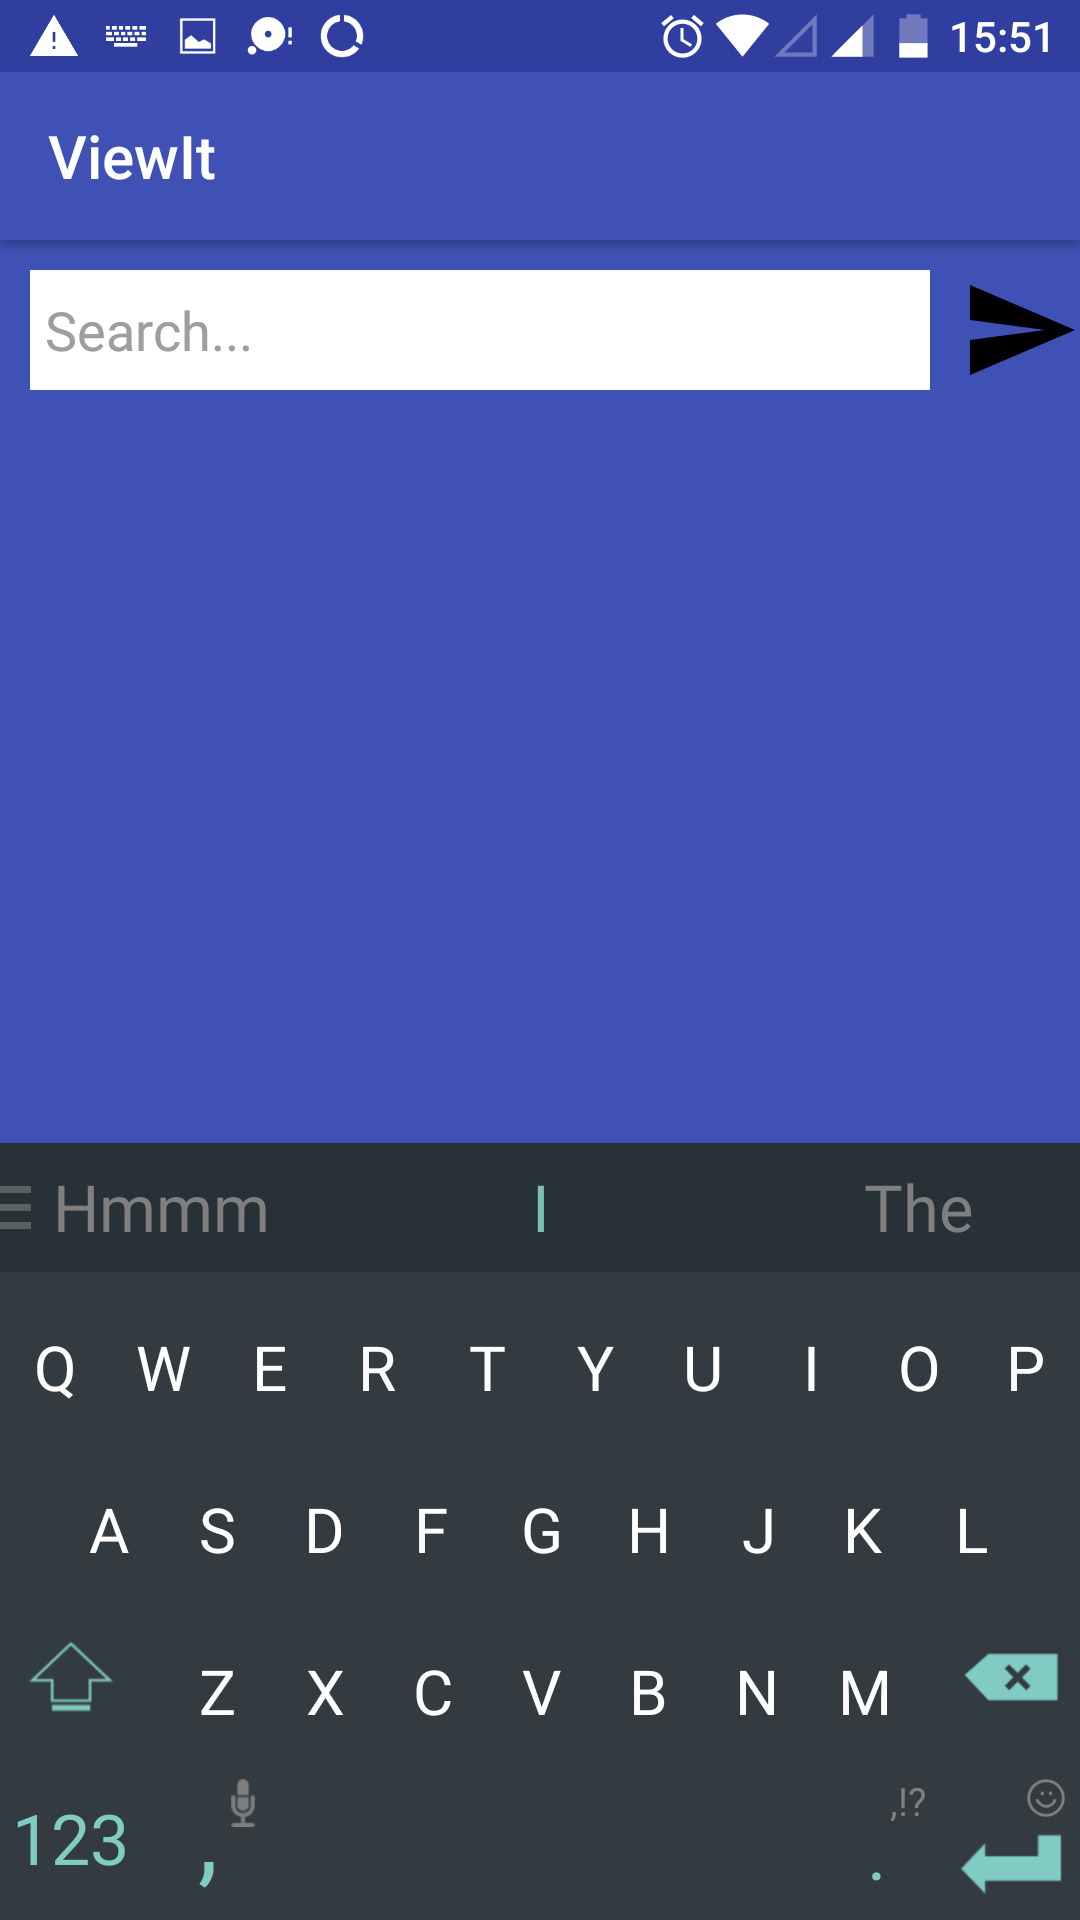 15:51
ViewIt
Search...
Hmmm I The
Q W E R T Y U I O P
A S D F G H J K L
Z X C V B N M
,!?
123 , .